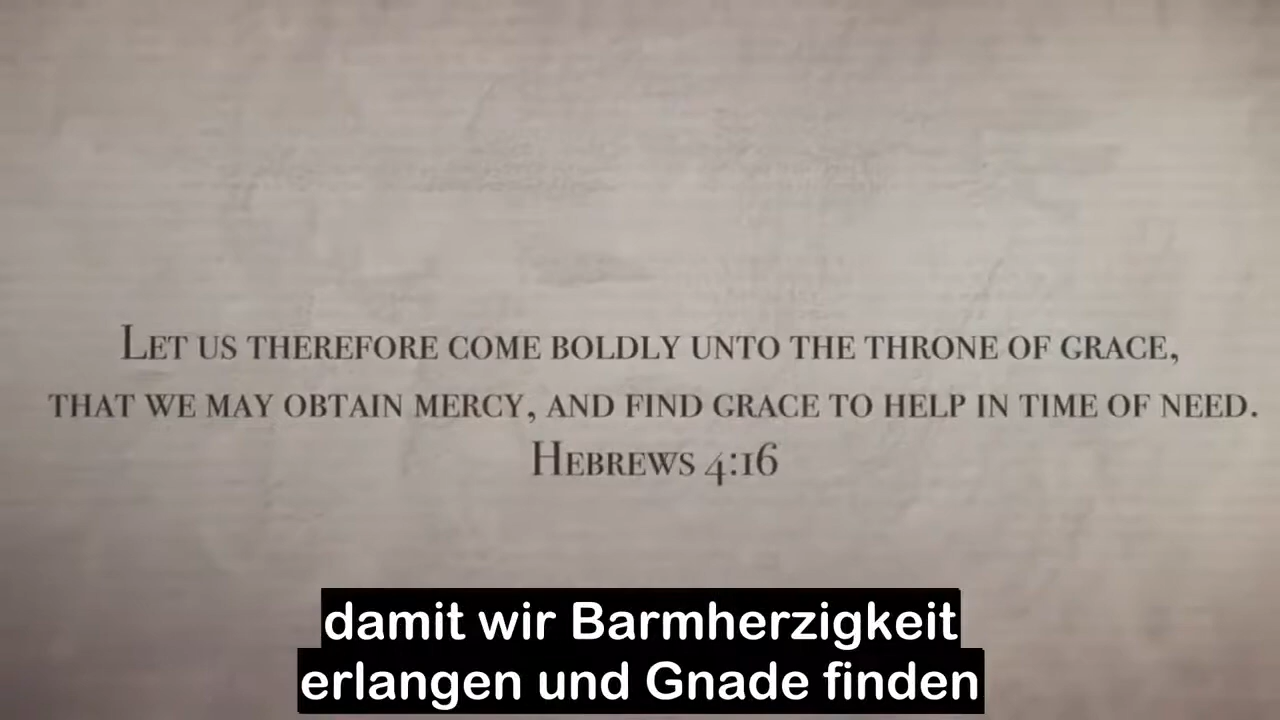 Let us therefore come boldly unto the throne of grace,
that we may obtain mercy, and find grace to help in time of need.
Hebrews 4:16
damit wir Barmherzigkeit
erlangen und Gnade finden